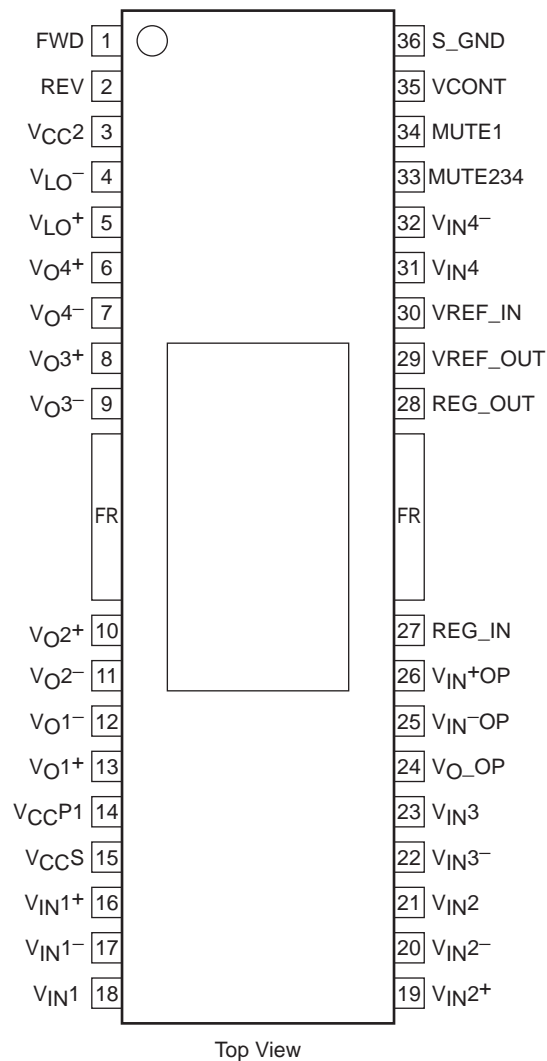 FWD 1 36 S_GND
REV 2 35 VCONT
VCC2 3 34 MUTE1
VLO− 4 33 MUTE234
VLO+ 5 32 VIN4−
VO4+ 6 31 VIN4
VO4− 7 30 VREF_IN
VO3+ 8 29 VREF_OUT
VO3− 9 28 REG_OUT
FR FR
VO2+ 10 27 REG_IN
VO2− 11 26 VIN+OP
VO1− 12 25 VIN−OP
VO1+ 13 24 VO_OP
VCCP1 14 23 VIN3
VCCS 15 22 VIN3−
VIN1+ 16 21 VIN2
VIN1− 17 20 VIN2−
VIN1 18 19 VIN2+
Top View